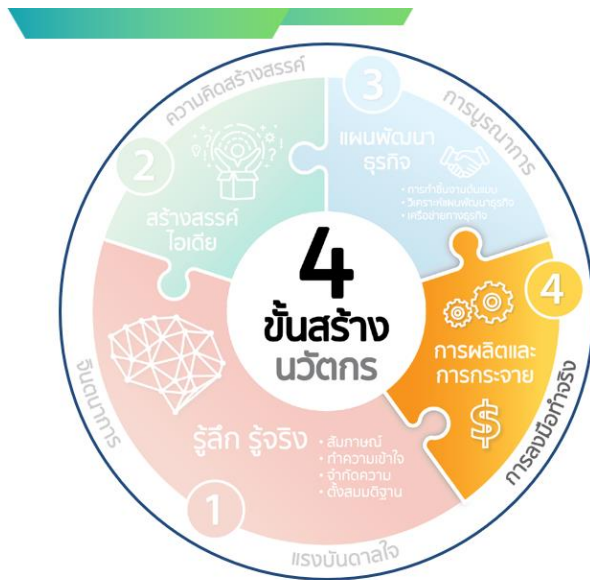 4
ขั้นสร้าง
นวัตกร
1
รู้ลึก รู้จริง
• สัมภาษณ์
• ทำความเข้าใจ
• จำกัดความ
• ตั้งสมมติฐาน
แรงบันดาลใจ
จินตนาการ
2
สร้างสรรค์
ไอเดีย
ความคิดสร้างสรรค์
3
แผนพัฒนา
ธุรกิจ
• การทำชิ้นงานต้นแบบ
• วิเคราะห์แผนพัฒนาธุรกิจ
• เครือข่ายทางธุรกิจ
การบูรณาการ
4
การผลิตและ
การกระจาย
$
การลงมือทำจริง